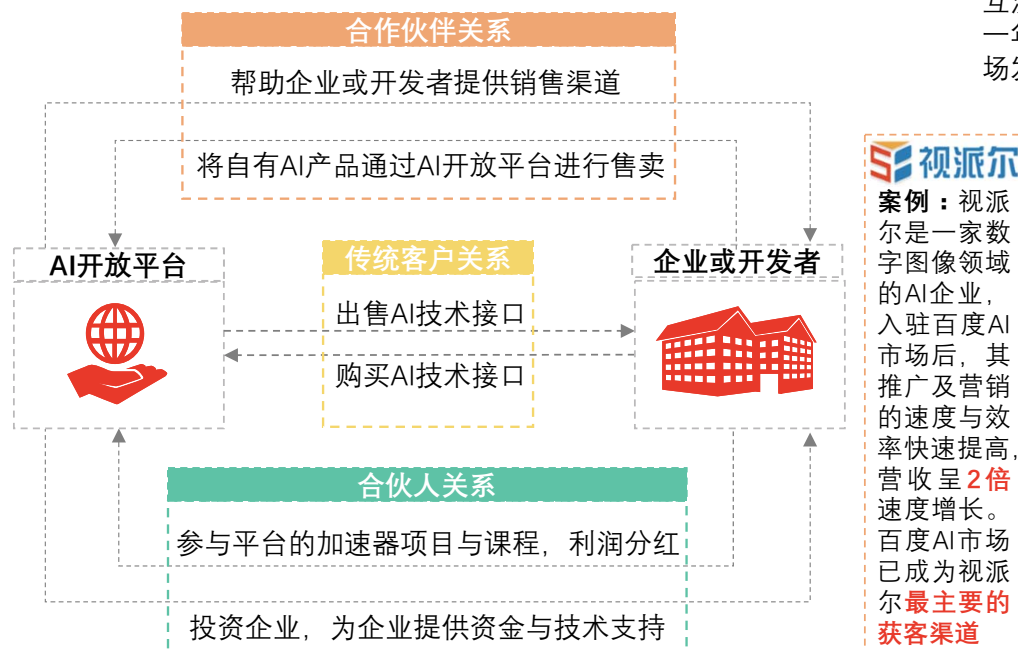 合作伙伴关系
帮助企业或开发者提供销售渠道
将自有AI产品通过AI开放平台进行售卖
AI开放平台
传统客户关系
出售AI技术接口
购买AI技术接口
企业或开发者
合伙人关系
参与平台的加速器项目与课程，利润分红
投资企业，为企业提供资金与技术支持
视派尔
案例：视派
尔是一家数
字图像领域
的AI企业，
入驻百度AI
市场后，其
推广及营销
的速度与效
率快速提高，
营收呈2倍
速度增长。
百度AI市场
已成为视派
尔最主要的
获客渠道